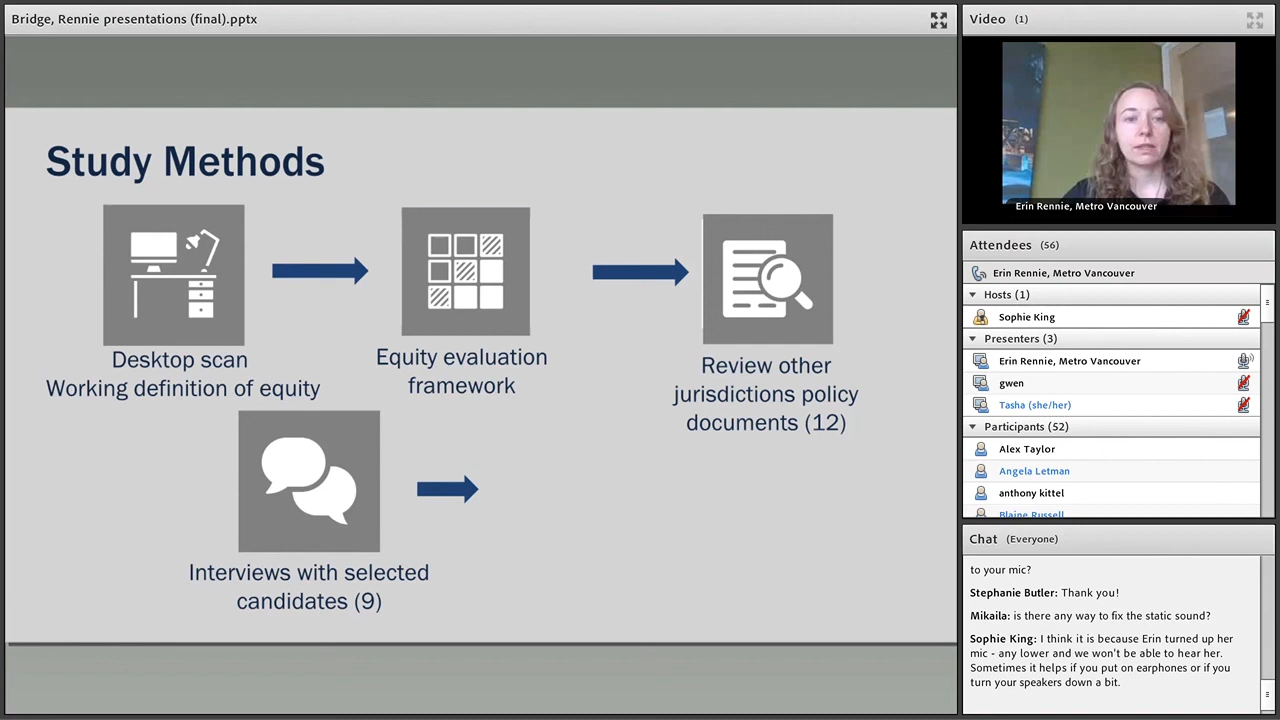 Bridge, Rennie presentations (final).pptx
Study Methods
Desktop scan
Working definition of equity
Equity evaluation
framework
Review other
jurisdictions policy
documents (12)
Interviews with selected
candidates (9)
Video (1)
Erin Rennie, Metro Vancouver
Attendees (56)
Erin Rennie, Metro Vancouver
Hosts (1)
Sophie King
Presenters (3)
Erin Rennie, Metro Vancouver
gwen
Tasha (she/her)
Participants (52)
Alex Taylor
Angela Letman
anthony kittel
Blaine Russell
Chat (Everyone)
to your mic?
Stephanie Butler: Thank you!
Mikaila: is there any way to fix the static sound?
Sophie King: I think it is because Erin turned up her
mic - any lower and we won't be able to hear her.
Sometimes it helps if you put on earphones or if you
turn your speakers down a bit.